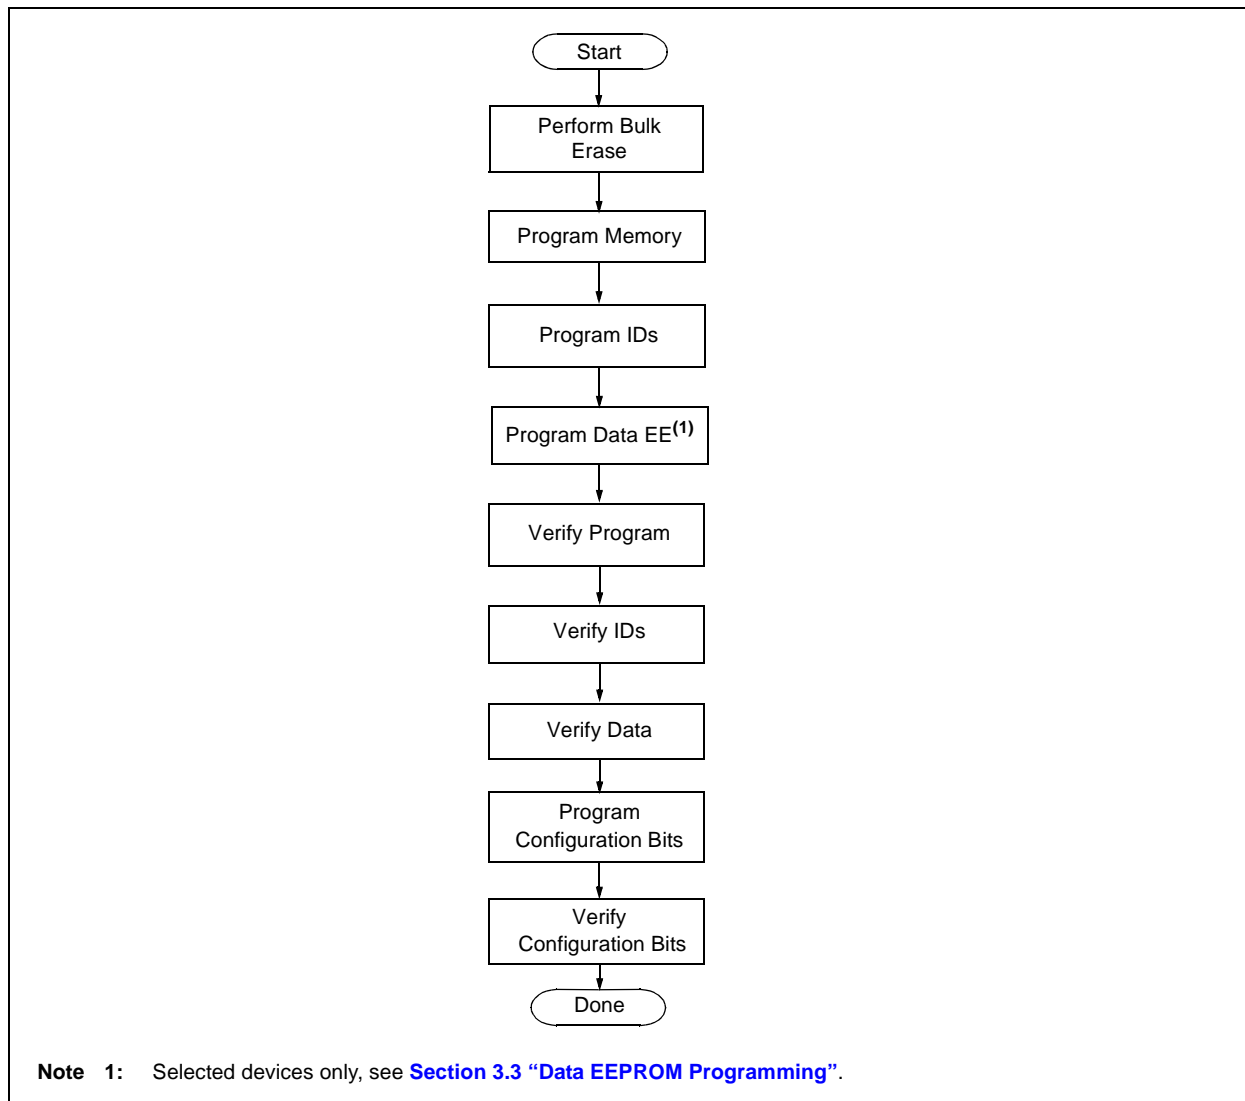 Start
Perform Bulk
Erase
Program Memory
Program IDs
Program Data EE(1)
Verify Program
Verify IDs
Verify Data
Program
Configuration Bits
Verify
Configuration Bits
Done
Note 1: Selected devices only, see Section 3.3 “Data EEPROM Programming”.